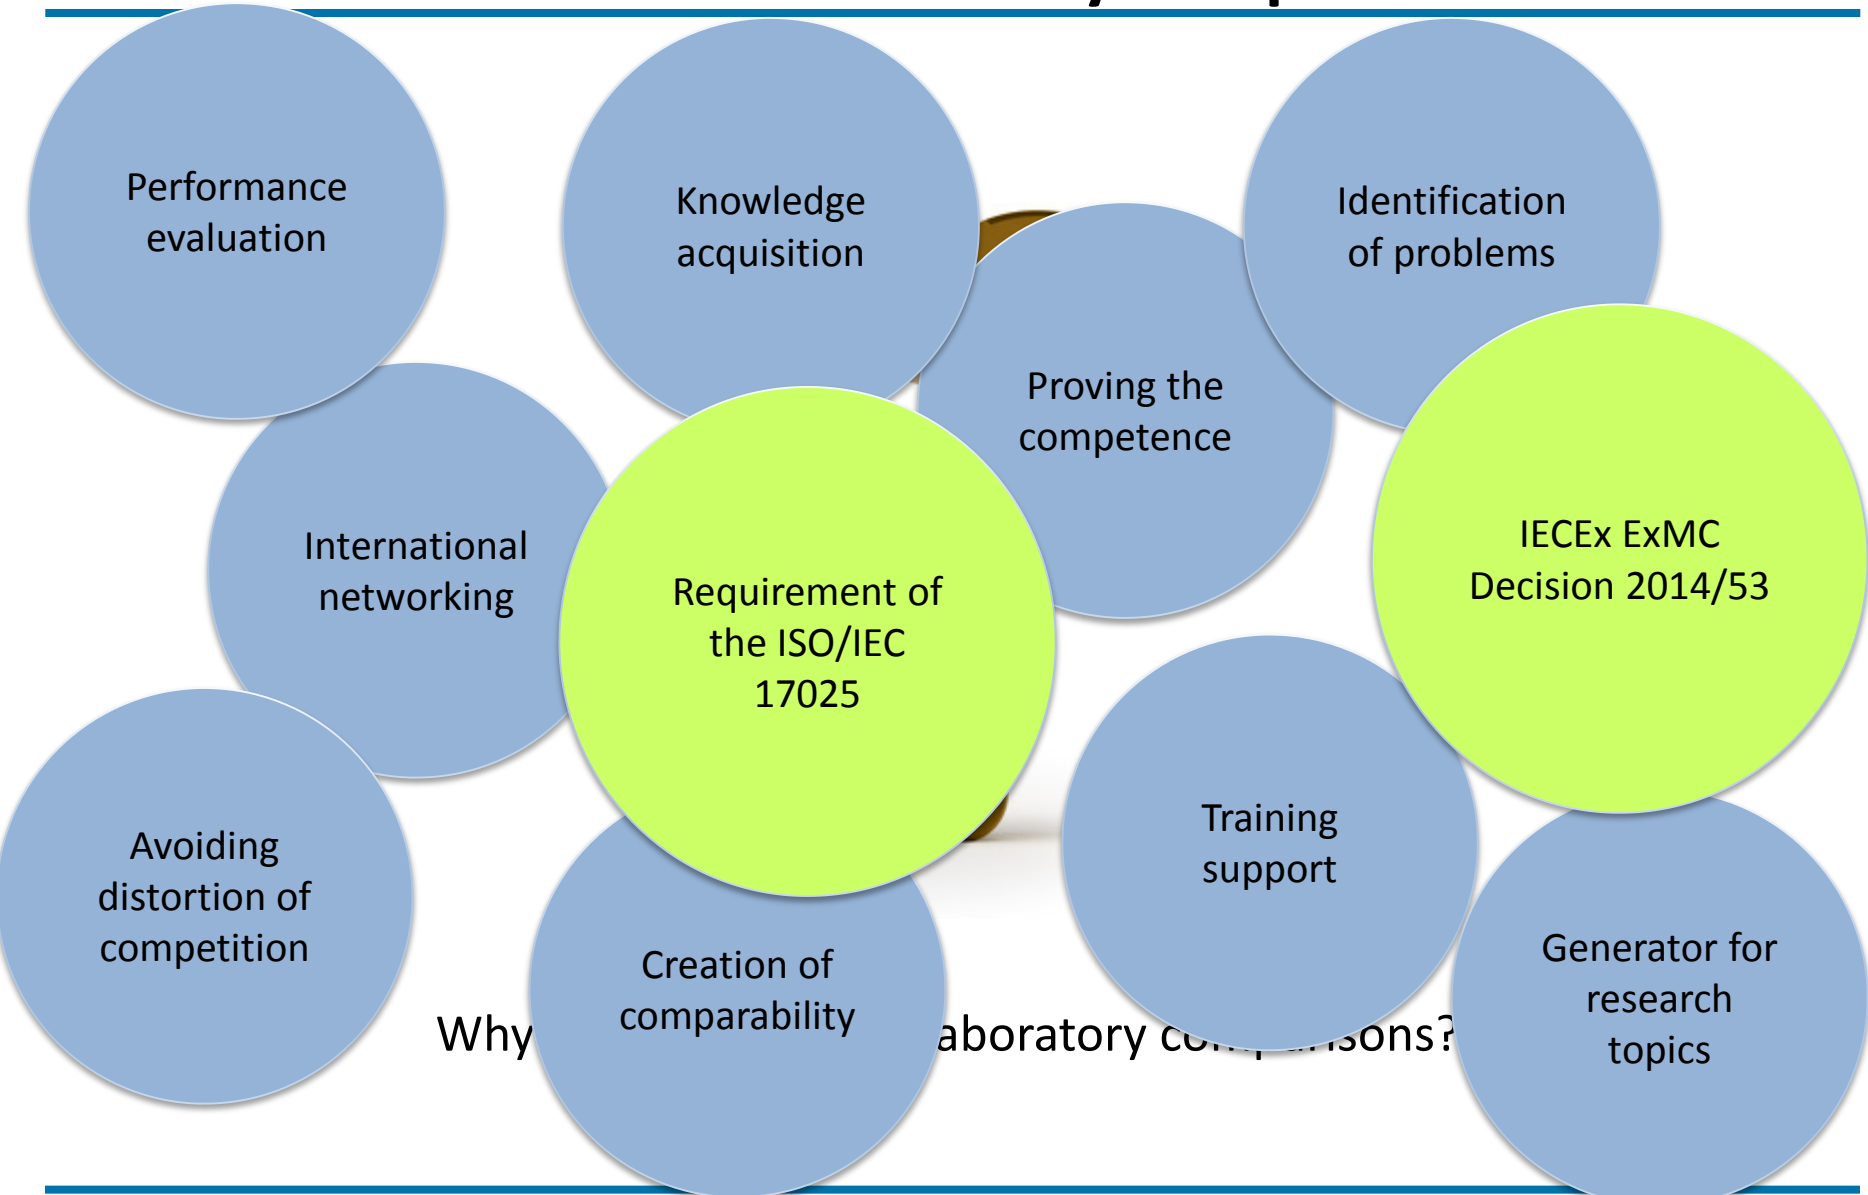 Performance
evaluation
Knowledge
acquisition
Identification
of problems
Proving the
competence
International
networking
Requirement of
the ISO/IEC
17025
IECEx ExMC
Decision 2014/53
Training
support
Avoiding
distortion of
competition
Creation of
comparability
Generator for
research
topics
Why aboratory